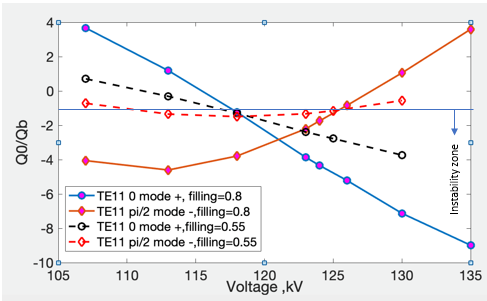 4
2
0
-2
-4
-6
-8
-10
Q0/Qb
TE11 0 mode +, filling=0.8
TE11 pi/2 mode -,filling=0.8
TE11 0 mode +,filling=0.55
TE11 pi/2 mode -,filling=0.55
Instability zone
105 110 115 120 125 130 135
Voltage ,kV